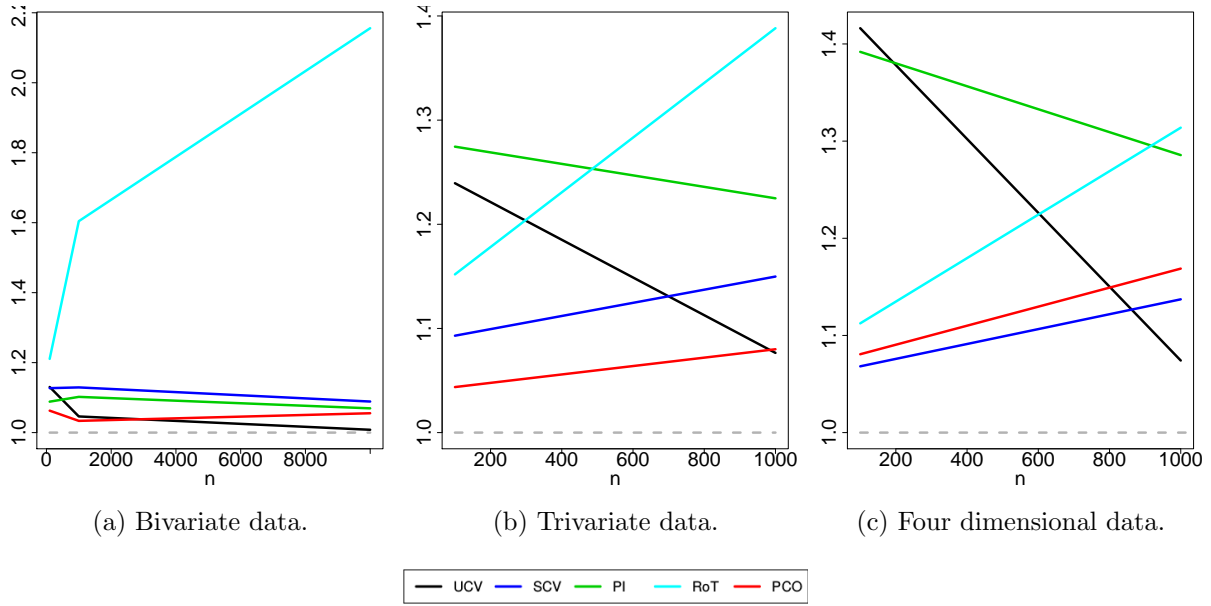 2.2
2.0
1.8
1.6
1.4
1.2
1.0
0 2000 4000 6000 8000
n
(a) Bivariate data.
1.4
1.3
1.2
1.1
1.0
200 400 600 800 1000
n
(b) Trivariate data.
1.4
1.3
1.2
1.1
1.0
200 400 600 800 1000
n
(c) Four dimensional data.
UCV SCV PI RoT PCO